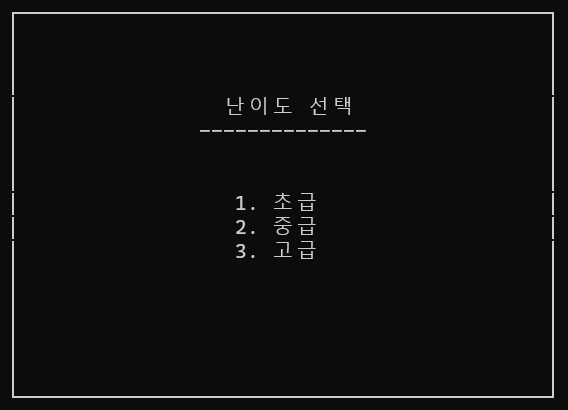 난이도 선택
--------------
1. 초급
2. 중급
3. 고급